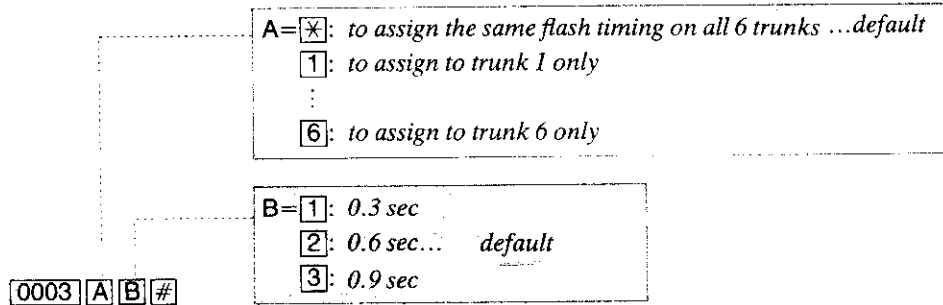 A=[*]: to assign the same flash timing on all 6 trunks ...default
[1]: to assign to trunk 1 only
⋮
[6]: to assign to trunk 6 only
B=[1]: 0.3 sec
[2]: 0.6 sec... default
[3]: 0.9 sec
[0003] [A] [B] [#]